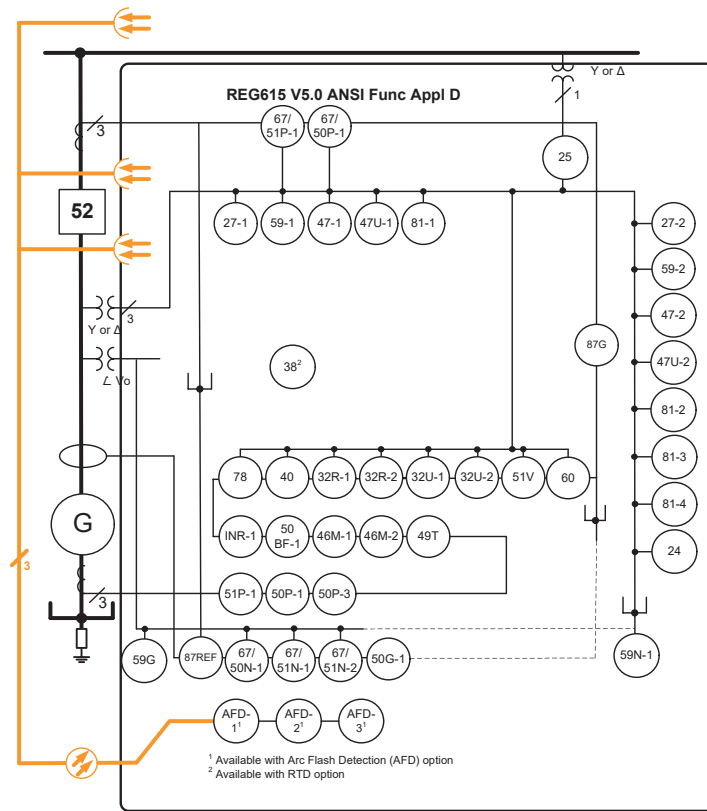 Y or Δ
REG615 V5.0 ANSI Func Appl D
1
3
67/
51P-1
67/
50P-1
25
52
27-1
59-1
47-1
47U-1
81-1
27-2
59-2
47-2
47U-2
81-2
81-3
81-4
24
Y or Δ
3
87G
∠ Vo
38²
78
40
32R-1
32R-2
32U-1
32U-2
51V
60
G
INR-1
50
BF-1
46M-1
46M-2
49T
3
3
51P-1
50P-1
50P-3
59G
87REF
67/
50N-1
67/
51N-1
67/
51N-2
50G-1
59N-1
AFD-
1¹
AFD-
2¹
AFD-
3¹
¹ Available with Arc Flash Detection (AFD) option
² Available with RTD option